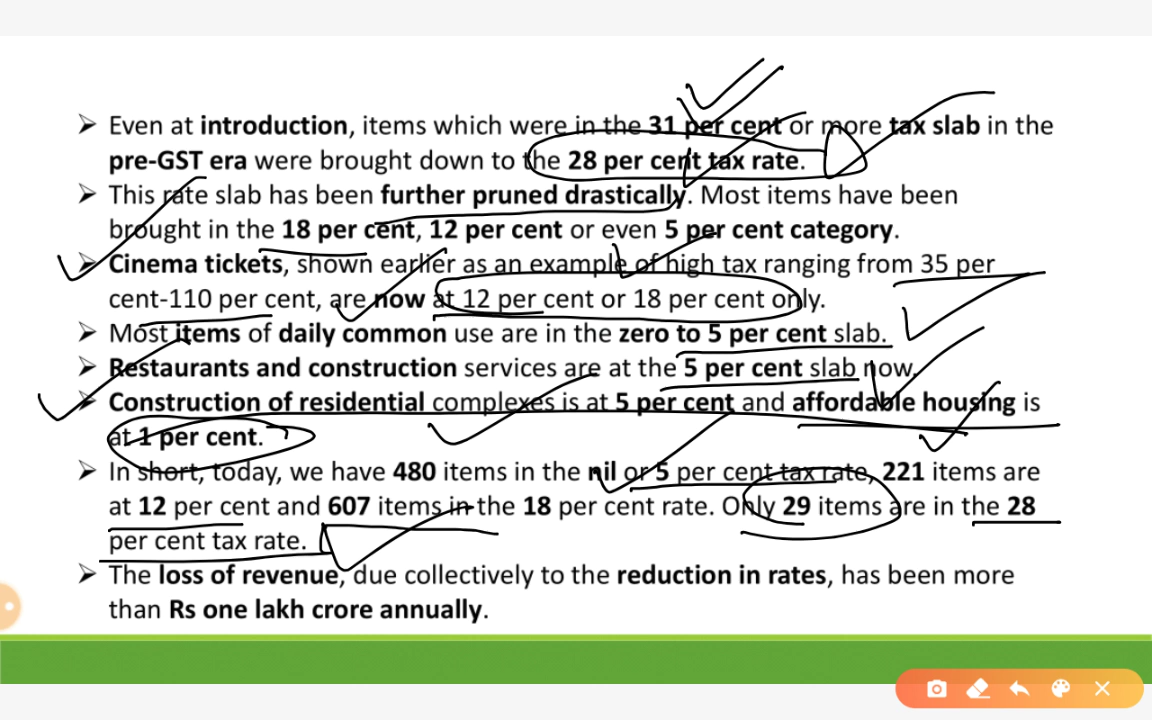 ➢ Even at introduction, items which were in the 31 per cent or more tax slab in the
pre-GST era were brought down to the 28 per cent tax rate.
➢ This rate slab has been further pruned drastically. Most items have been
brought in the 18 per cent, 12 per cent or even 5 per cent category.
➢ Cinema tickets, shown earlier as an example of high tax ranging from 35 per
cent-110 per cent, are now at 12 per cent or 18 per cent only.
➢ Most items of daily common use are in the zero to 5 per cent slab.
➢ Restaurants and construction services are at the 5 per cent slab now.
➢ Construction of residential complexes is at 5 per cent and affordable housing is
at 1 per cent.
➢ In short, today, we have 480 items in the nil or 5 per cent tax rate, 221 items are
at 12 per cent and 607 items in the 18 per cent rate. Only 29 items are in the 28
per cent tax rate.
➢ The loss of revenue, due collectively to the reduction in rates, has been more
than Rs one lakh crore annually.